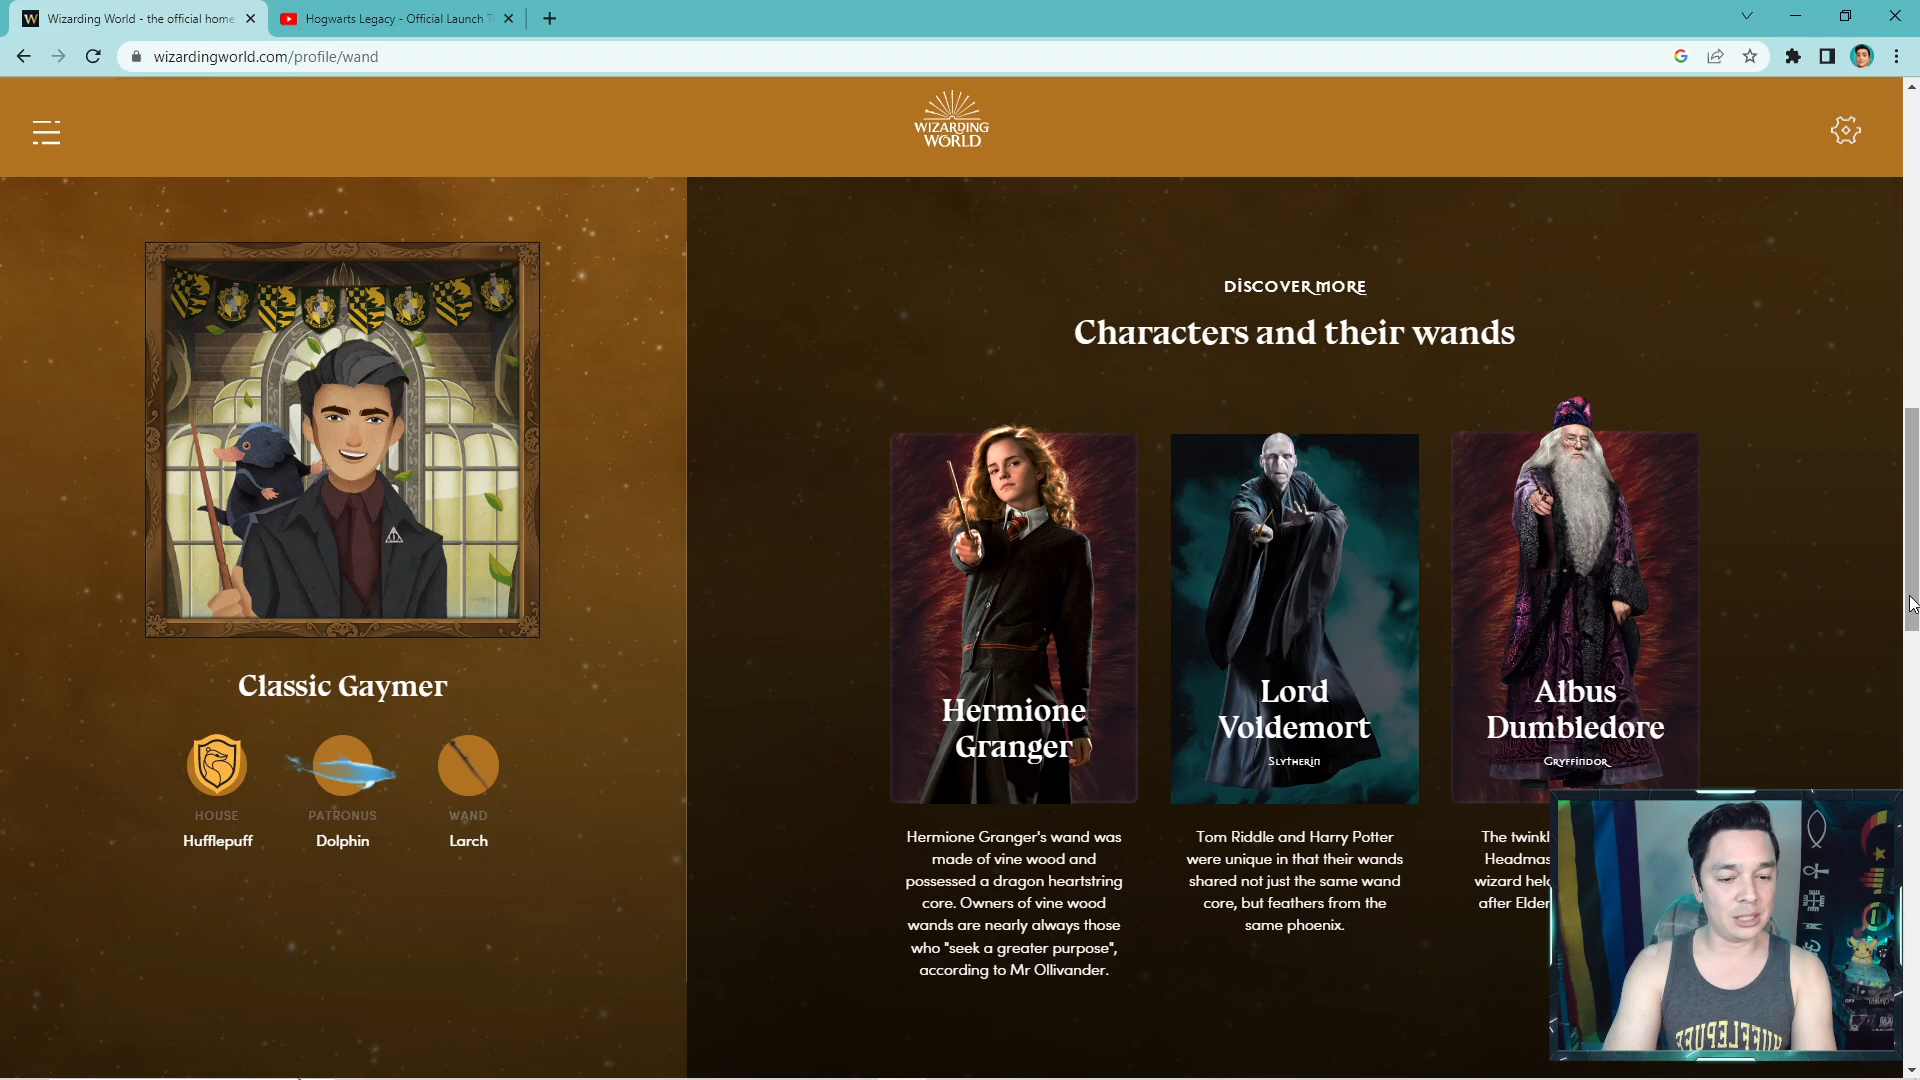 Wizarding World - the official home
Hogwarts Legacy - Official Launch T
wizardingworld.com/profile/wand
WIZARDING
WORLD
DISCOVER MORE
Characters and their wands
Classic Gaymer
HOUSE
Hufflepuff
PATRONUS
Dolphin
WAND
Larch
Hermione
Granger
Hermione Granger's wand was
made of vine wood and
possessed a dragon heartstring
core. Owners of vine wood
wands are nearly always those
who "seek a greater purpose",
according to Mr Ollivander.
Lord
Voldemort
Slytherin
Tom Riddle and Harry Potter
were unique in that their wands
shared not just the same wand
core, but feathers from the
same phoenix.
Albus
Dumbledore
Gryffindor
The twinkl
Headmas
wizard held
after Elder
HUFFLEPUFF